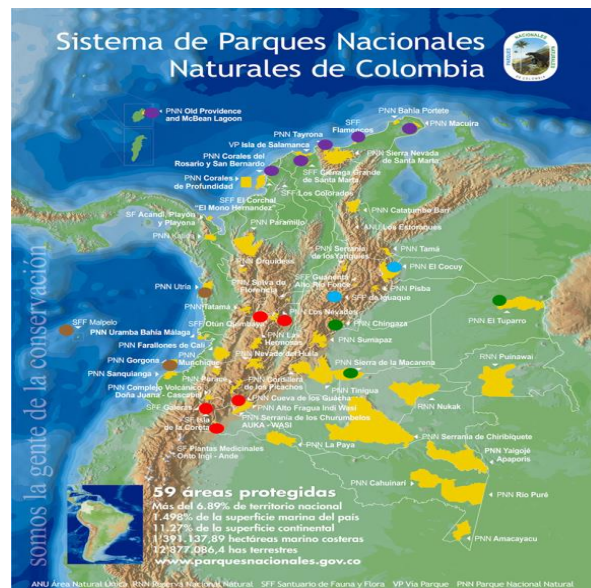 Sistema de Parques Nacionales
Naturales de Colombia
PARQUES
NACIONALES
NATURALES
DE COLOMBIA
PNN Old Providence
and McBean Lagoon
PNN Bahía Portete
SFF
Flamencos
PNN Macuira
PNN Tayrona
VP Isla de Salamanca
PNN Sierra Nevada
de Santa Marta
PNN Corales del
Rosario y San Bernardo
SFF Ciénaga Grande
de Santa Marta
PNN Corales
de Profundidad
SFF Los Colorados
SFF El Corchal
"El Mono Hernandez"
PNN Catatumbo Barí
SF Acandí, Playón
y Playona
PNN Paramillo
ANU Los Estoraques
PNN Katíos
PNN Serranía
de los Yariguíes
PNN Tamá
PNN Orquídeas
PNN El Cocuy
SFF Guanentá
Alto Río Fonce
PNN Utría
PNN Selva de
Florencia
PNN Pisba
SFF de Iguaque
PNN Tatamá
PNN Los Nevados
SFF Malpelo
SFF Otún Quimbaya
PNN Chingaza
PNN El Tuparro
PNN Uramba Bahía Málaga
PNN Las
Hermosas
PNN Sumapaz
PNN Farallones de Cali
PNN Nevado del Huila
RNN Puinawai
PNN Gorgona
PNN
Munchique
PNN Sierra de la Macarena
PNN Sanquianga
PNN Puracé
PNN Cordillera
de los Picachos
PNN Tinigua
PNN Complejo Volcánico
Doña Juana - Cascabel
PNN Cueva de los Guácharos
RNN Nukak
SFF Galeras
PNN Alto Fragua Indi Wasi
PNN Serranía de los Churumbelos
AUKA -WASI
SF Isla
de la Corota
PNN Serranía de Chiribiquete
SF Plantas Medicinales
Orito Ingi - Ande
PNN La Paya
PNN Yaigojé
Apaporis
PNN Cahuinarí
PNN Río Puré
PNN Amacayacu
somos la gente de la conservación
59 áreas protegidas
Más del 6.89% de territorio nacional
1.498% de la superficie marina del país
11.27% de la superficie continental
1'391.137,89 hectáreas marino costeras
12'877.086,4 has terrestres
www.parquesnacionales.gov.co
ANU Área Natural Única RNN Reserva Nacional Natural SFF Santuario de Fauna y Flora VP Vía Parque PNN Parque Nacional Natural